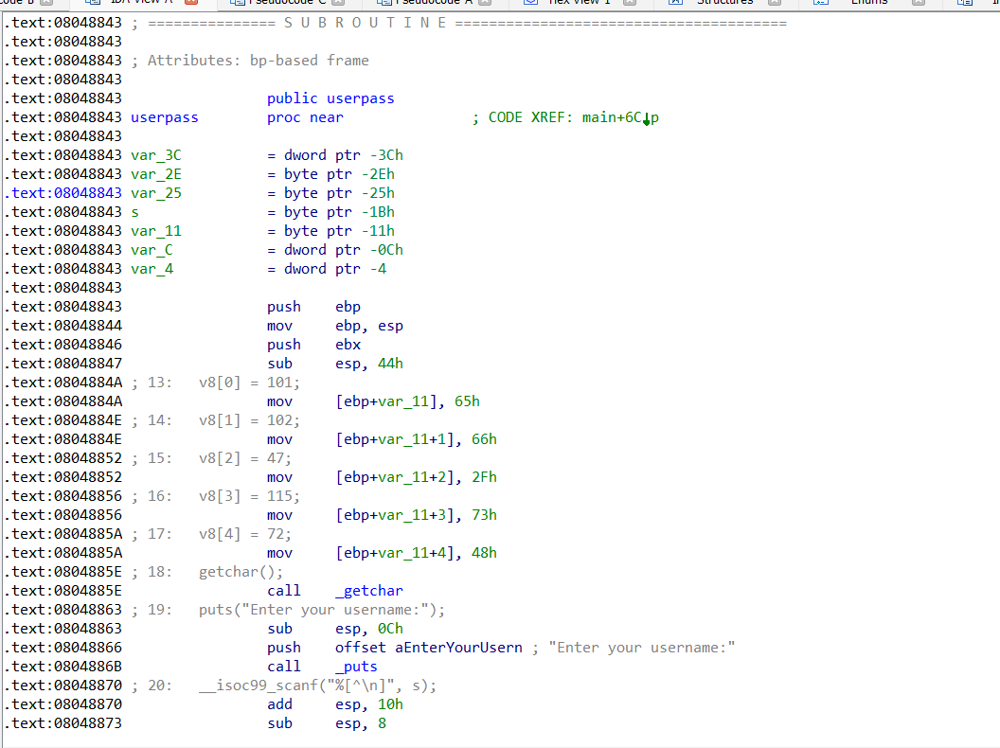 code B IDA View-A Pseudocode-C Pseudocode-A Hex View-1 Structures Enums
.text:08048843 ; =============== S U B R O U T I N E =======================================
.text:08048843
.text:08048843 ; Attributes: bp-based frame
.text:08048843
.text:08048843 public userpass
.text:08048843 userpass proc near ; CODE XREF: main+6C↓p
.text:08048843
.text:08048843 var_3C = dword ptr -3Ch
.text:08048843 var_2E = byte ptr -2Eh
.text:08048843 var_25 = byte ptr -25h
.text:08048843 s = byte ptr -1Bh
.text:08048843 var_11 = byte ptr -11h
.text:08048843 var_C = dword ptr -0Ch
.text:08048843 var_4 = dword ptr -4
.text:08048843
.text:08048843 push ebp
.text:08048844 mov ebp, esp
.text:08048846 push ebx
.text:08048847 sub esp, 44h
.text:0804884A ; 13: v8[0] = 101;
.text:0804884A mov [ebp+var_11], 65h
.text:0804884E ; 14: v8[1] = 102;
.text:0804884E mov [ebp+var_11+1], 66h
.text:08048852 ; 15: v8[2] = 47;
.text:08048852 mov [ebp+var_11+2], 2Fh
.text:08048856 ; 16: v8[3] = 115;
.text:08048856 mov [ebp+var_11+3], 73h
.text:0804885A ; 17: v8[4] = 72;
.text:0804885A mov [ebp+var_11+4], 48h
.text:0804885E ; 18: getchar();
.text:0804885E call _getchar
.text:08048863 ; 19: puts("Enter your username:");
.text:08048863 sub esp, 0Ch
.text:08048866 push offset aEnterYourUsern ; "Enter your username:"
.text:0804886B call _puts
.text:08048870 ; 20: __isoc99_scanf("%[^\n]", s);
.text:08048870 add esp, 10h
.text:08048873 sub esp, 8